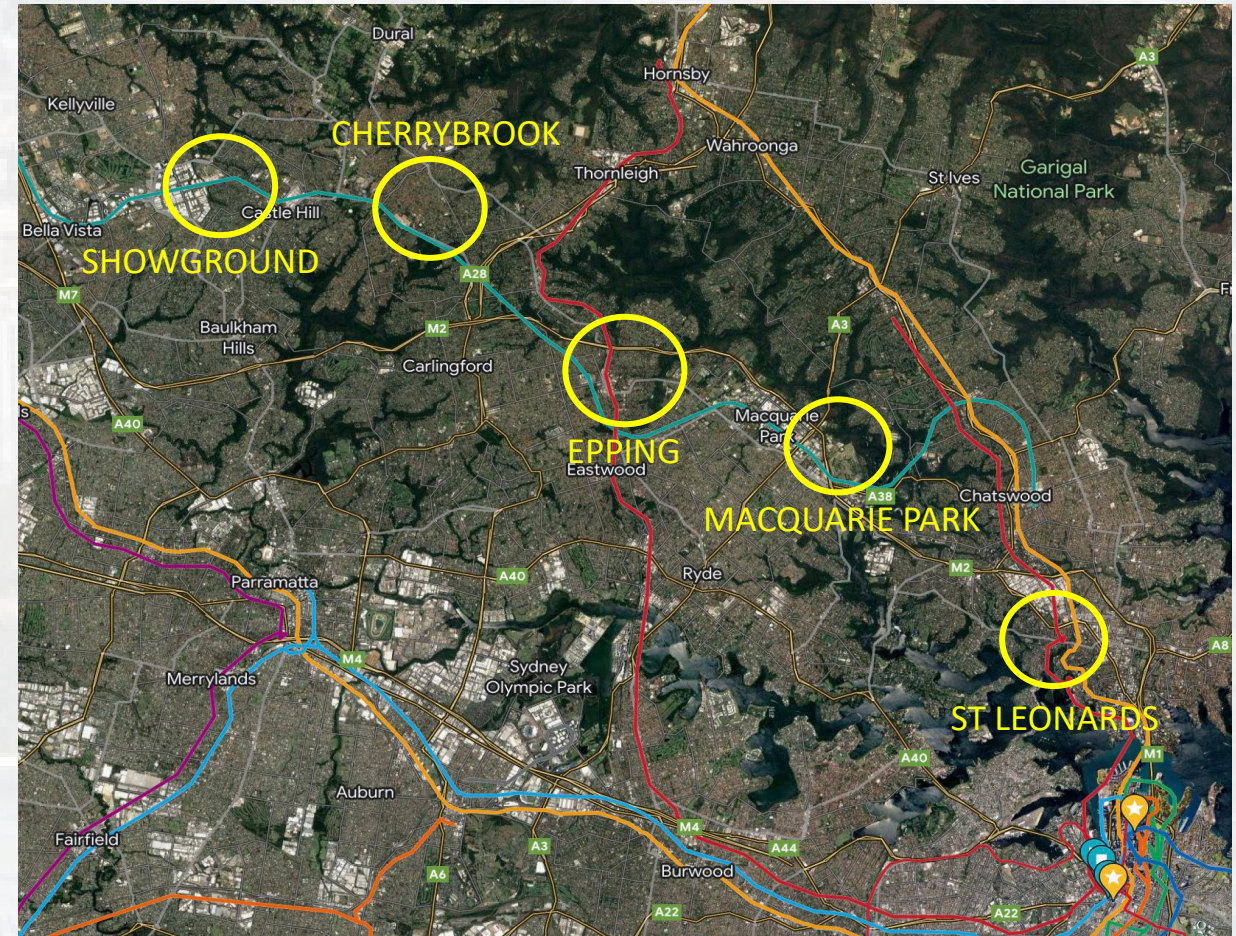 Dural
A3
Hornsby
Kellyville
CHERRYBROOK
Wahroonga
Thornleigh
St Ives
Garigal
National Park
Castle Hill
Bella Vista
SHOWGROUND
A28
M7
Fr
A3
Baulkham
Hills
M2
Carlingford
ls
A40
Macquarie
Park
EPPING
Eastwood
A38
Chatswood
MACQUARIE PARK
M2
A40
Ryde
Parramatta
A8
M4
Merrylands
Sydney
Olympic Park
ST LEONARDS
M1
A40
Auburn
M4
Fairfield
A3
A44
A6
Burwood
A22
A22